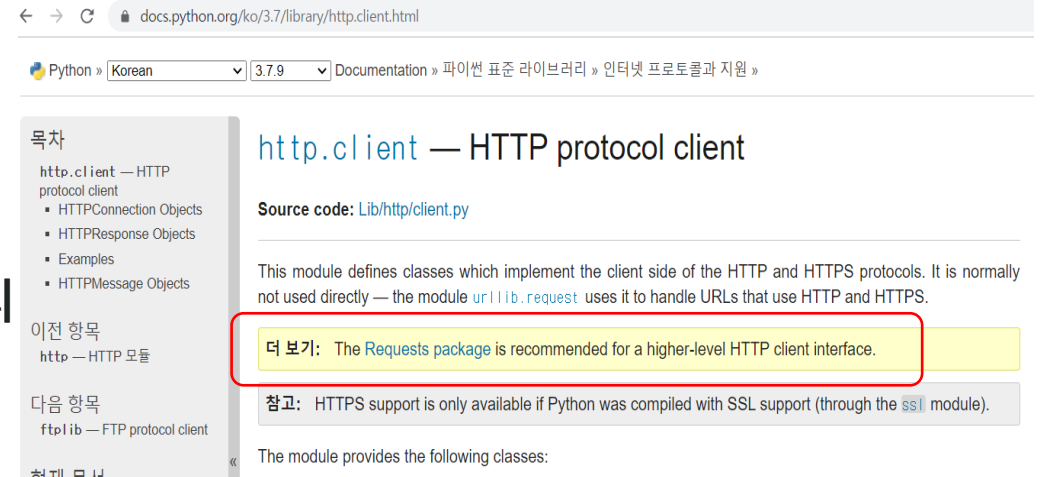 docs.python.org/ko/3.7/library/http.client.html
Python » Korean 3.7.9 Documentation » 파이썬 표준 라이브러리 » 인터넷 프로토콜과 지원 »
목차
http.client — HTTP
protocol client
▪ HTTPConnection Objects
▪ HTTPResponse Objects
▪ Examples
▪ HTTPMessage Objects
이전 항목
http — HTTP 모듈
다음 항목
ftplib — FTP protocol client
«
http.client — HTTP protocol client
Source code: Lib/http/client.py
This module defines classes which implement the client side of the HTTP and HTTPS protocols. It is normally
not used directly — the module urllib.request uses it to handle URLs that use HTTP and HTTPS.
더 보기: The Requests package is recommended for a higher-level HTTP client interface.
참고: HTTPS support is only available if Python was compiled with SSL support (through the ssl module).
The module provides the following classes: